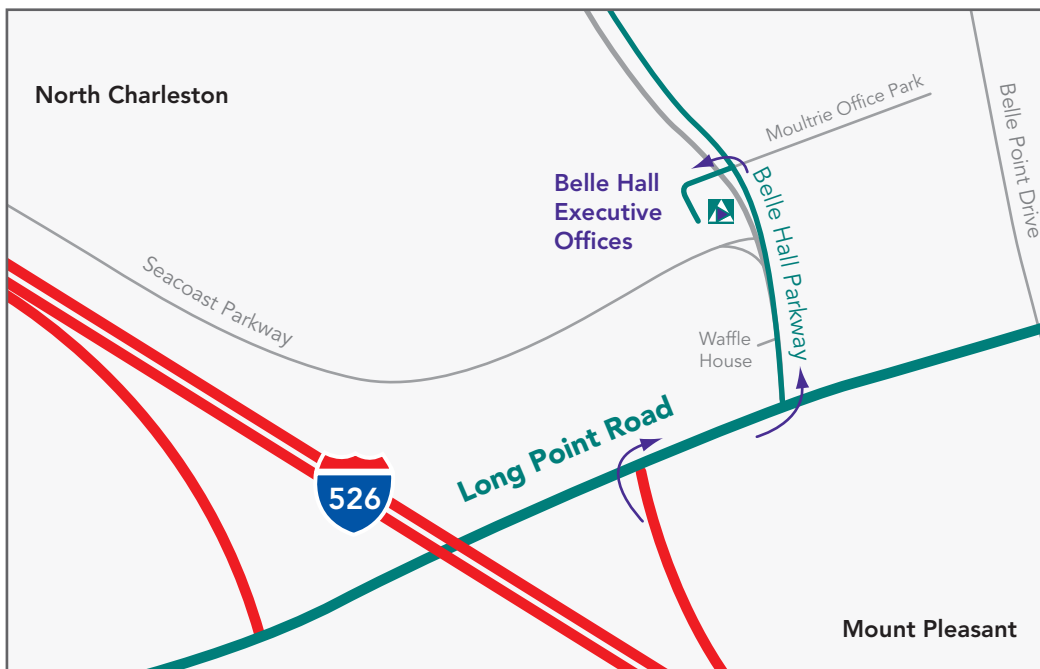 North Charleston
Moultrie Office Park
Belle Point Drive
Belle Hall
Executive
Offices
Belle Hall Parkway
Seacoast Parkway
Waffle
House
Long Point Road
526
Mount Pleasant